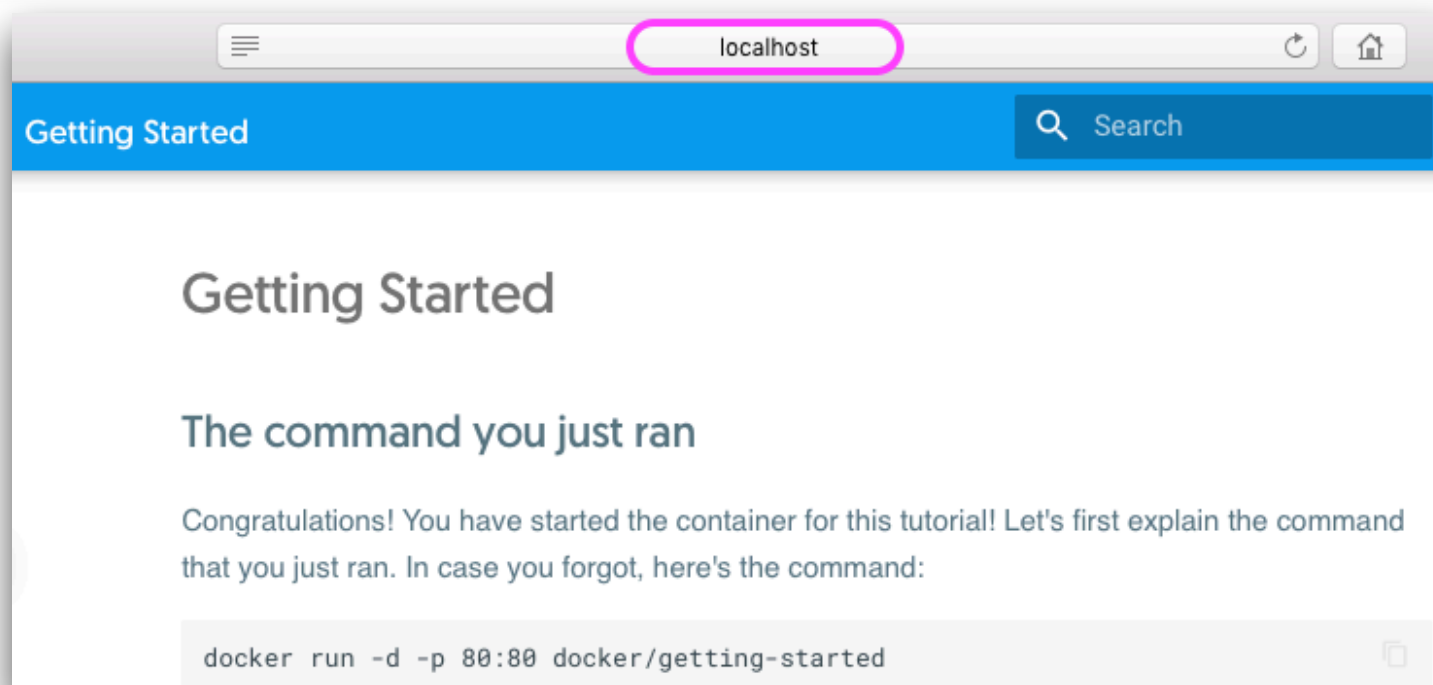 localhost
Getting Started
Search
Getting Started
The command you just ran
Congratulations! You have started the container for this tutorial! Let's first explain the command
that you just ran. In case you forgot, here's the command:
docker run -d -p 80:80 docker/getting-started